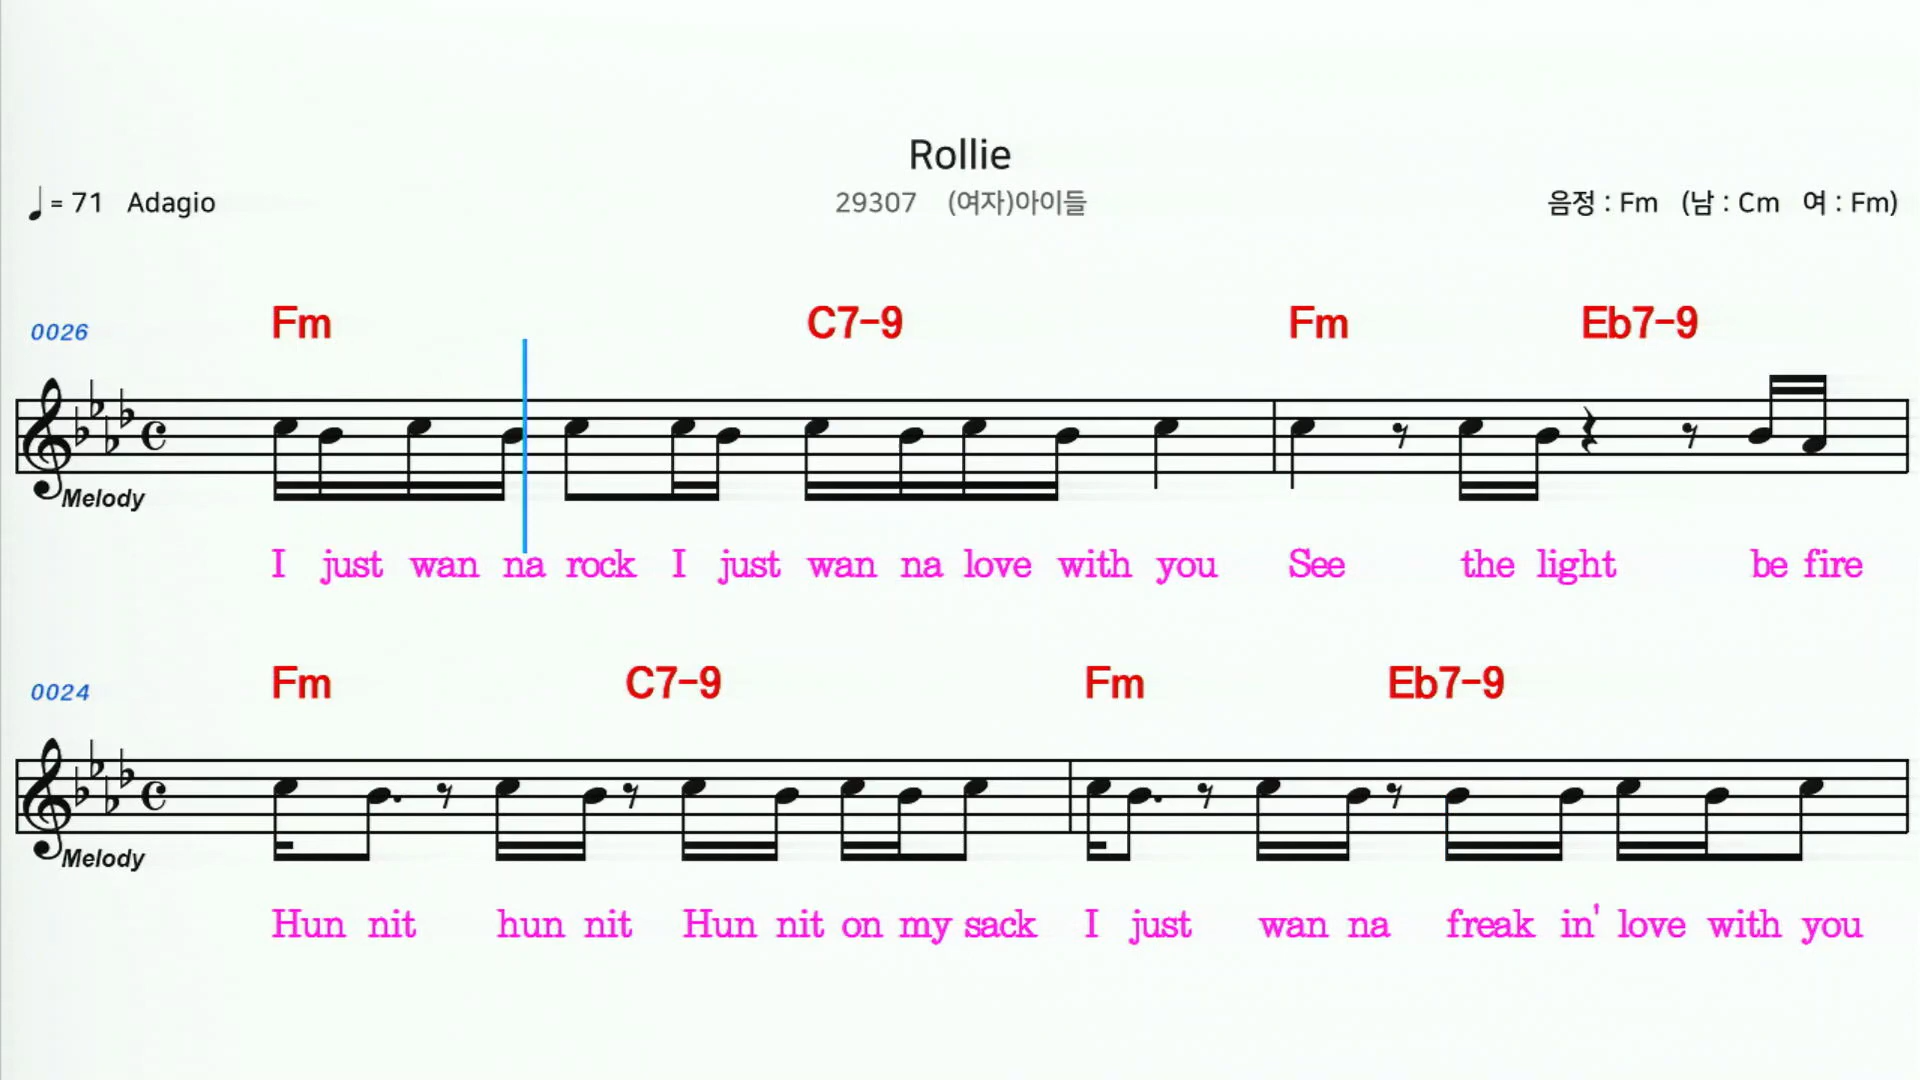 Rollie
♩ = 71 Adagio
29307 (여자)아이들
음정 : Fm (남 : Cm 여 : Fm)
Fm C7-9 Fm Eb7-9
0026
Melody
I just wan na rock I just wan na love with you See the light be fire
Fm C7-9 Fm Eb7-9
0024
Melody
Hun nit hun nit Hun nit on my sack I just wan na freak in' love with you